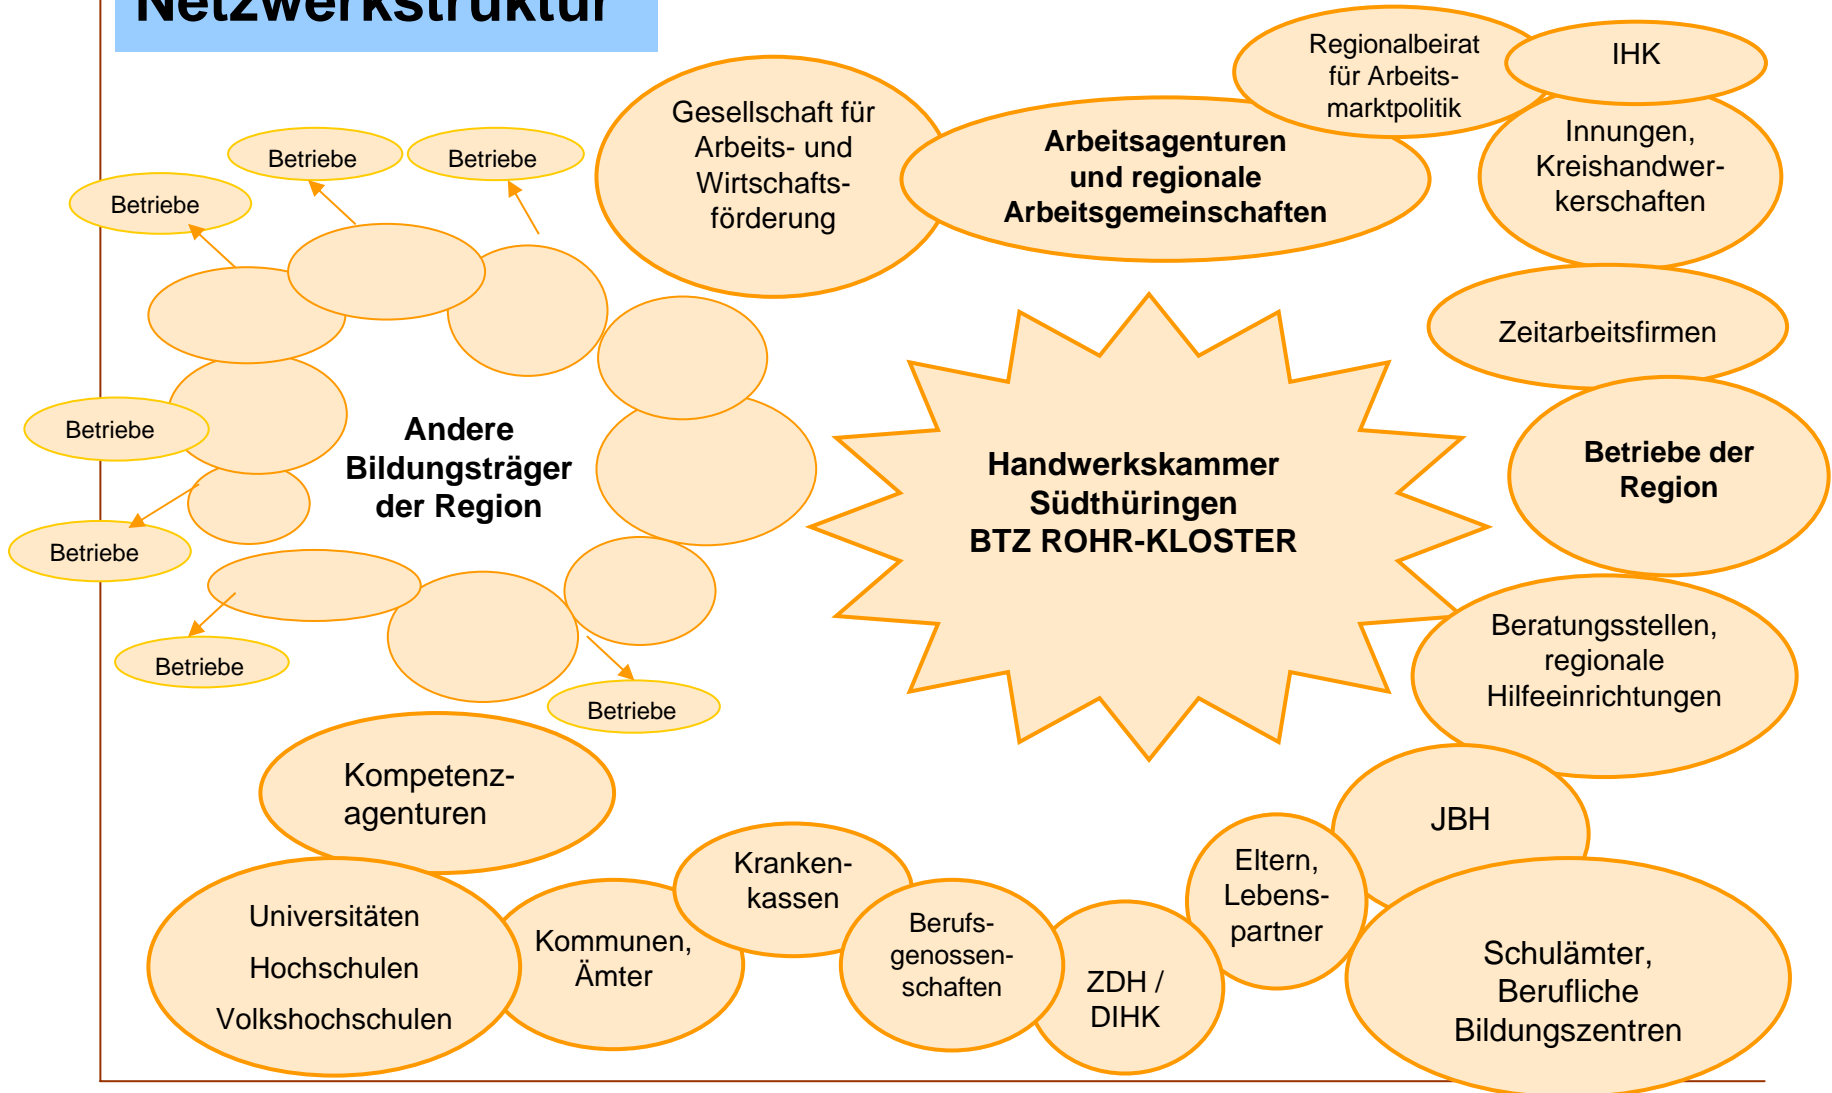 Netzwerkstruktur
Regionalbeirat
für Arbeits-
marktpolitik
IHK
Gesellschaft für
Arbeits- und
Wirtschafts-
förderung
Arbeitsagenturen
und regionale
Arbeitsgemeinschaften
Innungen,
Kreishandwer-
kerschaften
Betriebe
Betriebe
Betriebe
Zeitarbeitsfirmen
Betriebe
Andere
Bildungsträger
der Region
Handwerkskammer
Südthüringen
BTZ ROHR-KLOSTER
Betriebe der
Region
Betriebe
Betriebe
Betriebe
Beratungsstellen,
regionale
Hilfeeinrichtungen
Kompetenz-
agenturen
JBH
Kranken-
kassen
Eltern,
Lebens-
partner
Universitäten
Hochschulen
Volkshochschulen
Kommunen,
Ämter
Berufs-
genossen-
schaften
ZDH /
DIHK
Schulämter,
Berufliche
Bildungszentren